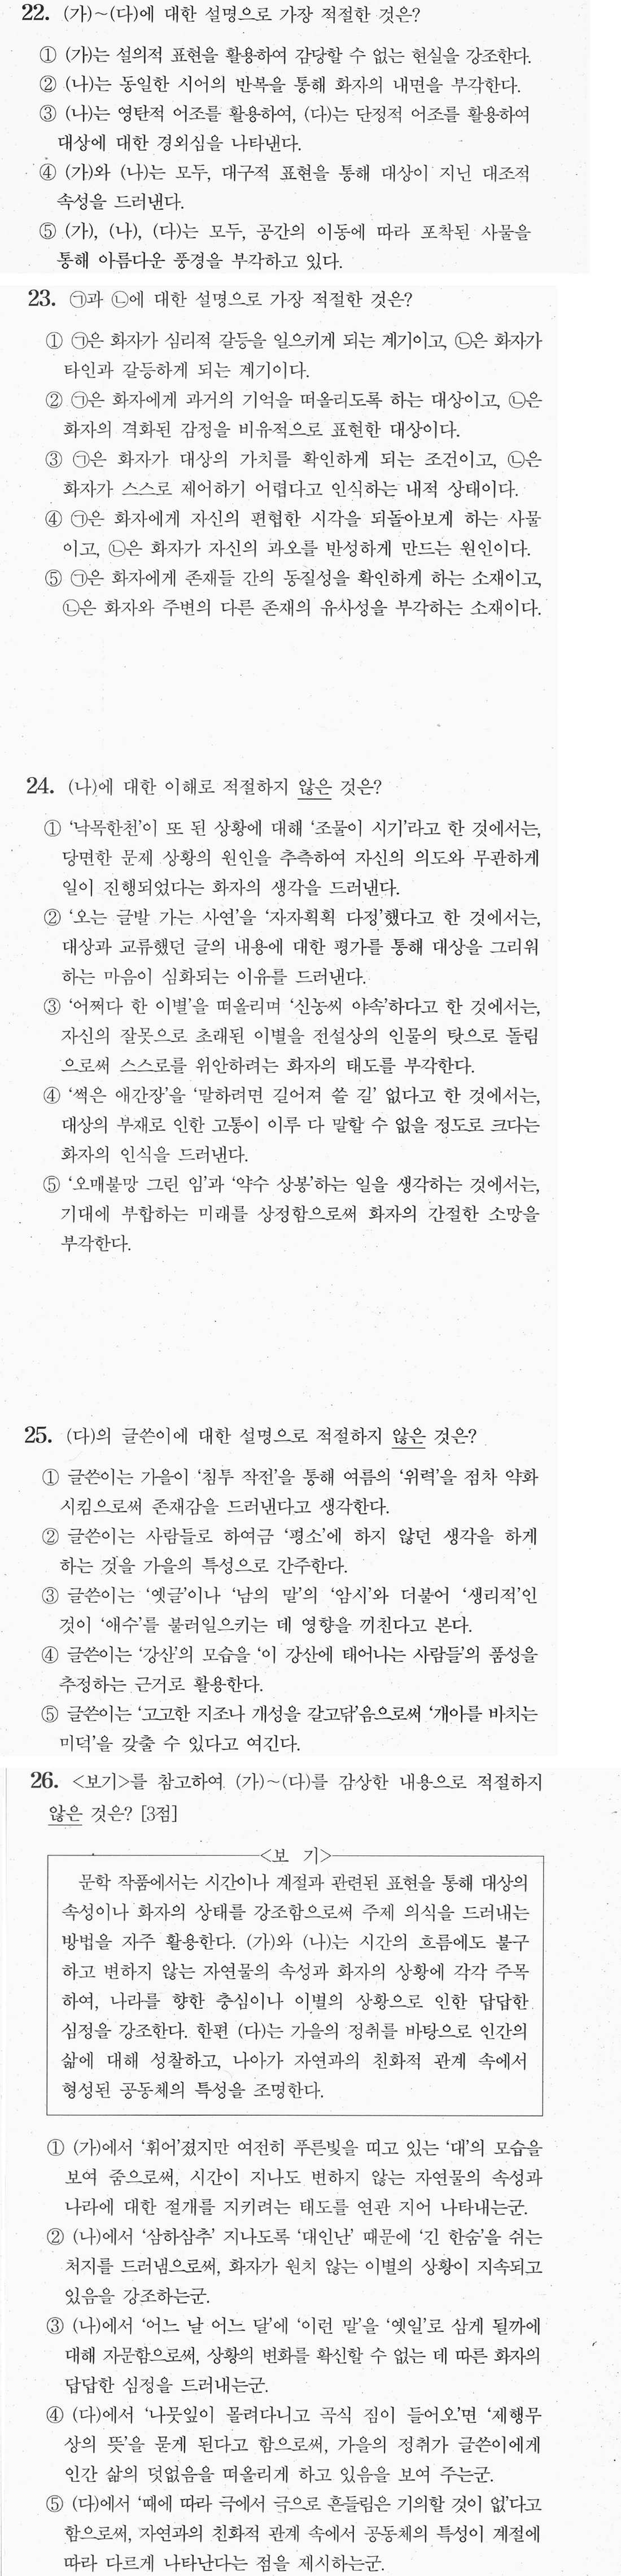 22. (가)~(다)에 대한 설명으로 가장 적절한 것은?
① (가)는 설의적 표현을 활용하여 감당할 수 없는 현실을 강조한다.
② (나)는 동일한 시어의 반복을 통해 화자의 내면을 부각한다.
③ (나)는 영탄적 어조를 활용하여, (다)는 단정적 어조를 활용하여
대상에 대한 경외심을 나타낸다.
④ (가)와 (나)는 모두, 대구적 표현을 통해 대상이 지닌 대조적
속성을 드러낸다.
⑤ (가), (나), (다)는 모두, 공간의 이동에 따라 포착된 사물을
통해 아름다운 풍경을 부각하고 있다.
23. ㉠과 ㉡에 대한 설명으로 가장 적절한 것은?
① ㉠은 화자가 심리적 갈등을 일으키게 되는 계기이고, ㉡은 화자가
타인과 갈등하게 되는 계기이다.
② ㉠은 화자에게 과거의 기억을 떠올리도록 하는 대상이고, ㉡은
화자의 격화된 감정을 비유적으로 표현한 대상이다.
③ ㉠은 화자가 대상의 가치를 확인하게 되는 조건이고, ㉡은
화자가 스스로 제어하기 어렵다고 인식하는 내적 상태이다.
④ ㉠은 화자에게 자신의 편협한 시각을 되돌아보게 하는 사물
이고, ㉡은 화자가 자신의 과오를 반성하게 만드는 원인이다.
⑤ ㉠은 화자에게 존재들 간의 동질성을 확인하게 하는 소재이고,
㉡은 화자와 주변의 다른 존재의 유사성을 부각하는 소재이다.
24. (나)에 대한 이해로 적절하지 않은 것은?
① ‘낙목한천’이 또 된 상황에 대해 ‘조물이 시기’라고 한 것에서는,
당면한 문제 상황의 원인을 추측하여 자신의 의도와 무관하게
일이 진행되었다는 화자의 생각을 드러낸다.
② ‘오는 글발 가는 사연’을 ‘자자획획 다정’했다고 한 것에서는,
대상과 교류했던 글의 내용에 대한 평가를 통해 대상을 그리워
하는 마음이 심화되는 이유를 드러낸다.
③ ‘어쩌다 한 이별’을 떠올리며 ‘신농씨 야속’하다고 한 것에서는,
자신의 잘못으로 초래된 이별을 전설상의 인물의 탓으로 돌림
으로써 스스로를 위안하려는 화자의 태도를 부각한다.
④ ‘썩은 애간장’을 ‘말하려면 길어져 쓸 길’ 없다고 한 것에서는,
대상의 부재로 인한 고통이 이루 다 말할 수 없을 정도로 크다는
화자의 인식을 드러낸다.
⑤ ‘오매불망 그린 임’과 ‘약수 상봉’하는 일을 생각하는 것에서는,
기대에 부합하는 미래를 상정함으로써 화자의 간절한 소망을
부각한다.
25. (다)의 글쓴이에 대한 설명으로 적절하지 않은 것은?
① 글쓴이는 가을이 ‘침투 작전’을 통해 여름의 ‘위력’을 점차 약화
시킴으로써 존재감을 드러낸다고 생각한다.
② 글쓴이는 사람들로 하여금 ‘평소’에 하지 않던 생각을 하게
하는 것을 가을의 특성으로 간주한다.
③ 글쓴이는 ‘옛글’이나 ‘남의 말’의 ‘암시’와 더불어 ‘생리적’인
것이 ‘애수’를 불러일으키는 데 영향을 끼친다고 본다.
④ 글쓴이는 ‘강산’의 모습을 ‘이 강산에 태어나는 사람들’의 품성을
추정하는 근거로 활용한다.
⑤ 글쓴이는 ‘고고한 지조나 개성을 갈고닦’음으로써 ‘개아를 바치는
미덕’을 갖출 수 있다고 여긴다.
26. <보기>를 참고하여 (가)~(다)를 감상한 내용으로 적절하지
않은 것은? [3점]
<보 기>
문학 작품에서는 시간이나 계절과 관련된 표현을 통해 대상의
속성이나 화자의 상태를 강조함으로써 주제 의식을 드러내는
방법을 자주 활용한다. (가)와 (나)는 시간의 흐름에도 불구
하고 변하지 않는 자연물의 속성과 화자의 상황에 각각 주목
하여, 나라를 향한 충심이나 이별의 상황으로 인한 답답한
심정을 강조한다. 한편 (다)는 가을의 정취를 바탕으로 인간의
삶에 대해 성찰하고, 나아가 자연과의 친화적 관계 속에서
형성된 공동체의 특성을 조명한다.
① (가)에서 ‘휘어’졌지만 여전히 푸른빛을 띠고 있는 ‘대’의 모습을
보여 줌으로써, 시간이 지나도 변하지 않는 자연물의 속성과
나라에 대한 절개를 지키려는 태도를 연관 지어 나타내는군.
② (나)에서 ‘삼하삼추’ 지나도록 ‘대인난’ 때문에 ‘긴 한숨’을 쉬는
처지를 드러냄으로써, 화자가 원치 않는 이별의 상황이 지속되고
있음을 강조하는군.
③ (나)에서 ‘어느 날 어느 달’에 ‘이런 말’을 ‘옛일’로 삼게 될까에
대해 자문함으로써, 상황의 변화를 확신할 수 없는 데 따른 화자의
답답한 심정을 드러내는군.
④ (다)에서 ‘나뭇잎이 몰려다니고 곡식 짐이 들어오’면 ‘제행무
상의 뜻’을 묻게 된다고 함으로써, 가을의 정취가 글쓴이에게
인간 삶의 덧없음을 떠올리게 하고 있음을 보여 주는군.
⑤ (다)에서 ‘때에 따라 극에서 극으로 흔들림은 기의할 것이 없’다고
함으로써, 자연과의 친화적 관계 속에서 공동체의 특성이 계절에
따라 다르게 나타난다는 점을 제시하는군.